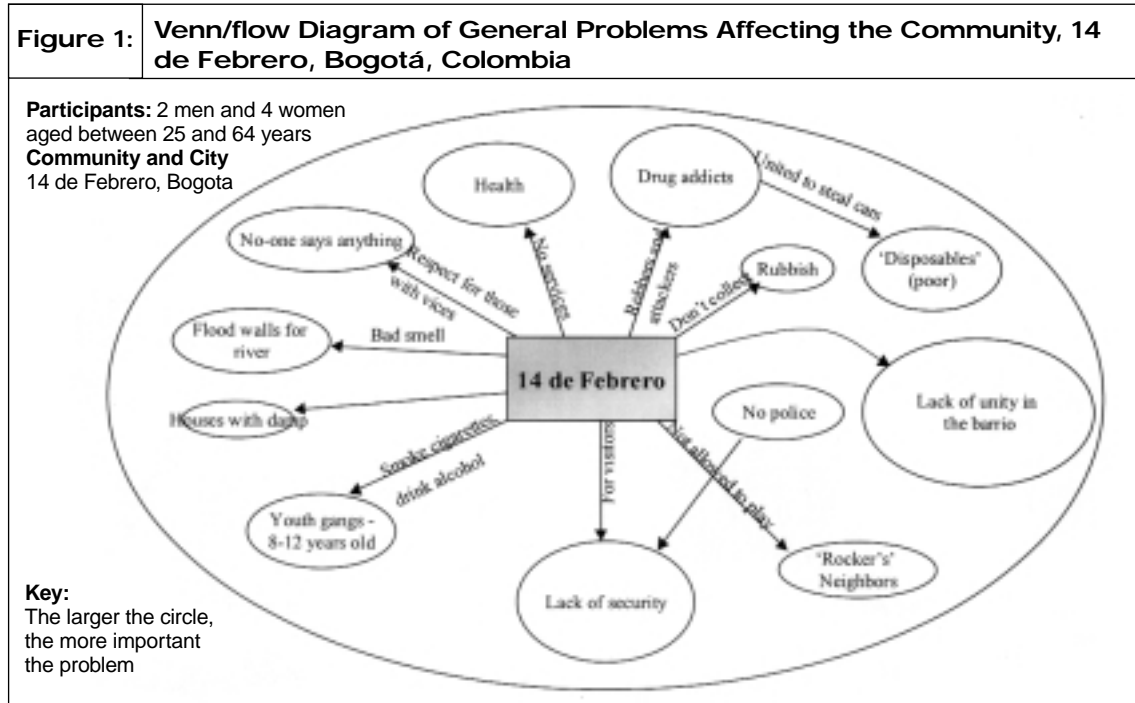 Figure 1:
Venn/flow Diagram of General Problems Affecting the Community, 14
de Febrero, Bogotá, Colombia
Participants: 2 men and 4 women
aged between 25 and 64 years
Community and City
14 de Febrero, Bogota
Health
Drug addicts
United to steal cars
No-one says anything
Respect for those
with vices
No services
Robbers and
attackers
Don't collect
Rubbish
'Disposables'
(poor)
Flood walls for
river
Bad smell
14 de Febrero
Lack of unity in
the barrio
Houses with damp
No police
Smoke cigarettes,
drink alcohol
For visitors
Not allowed to play
Youth gangs -
8-12 years old
'Rocker's'
Neighbors
Lack of security
Key:
The larger the circle,
the more important
the problem